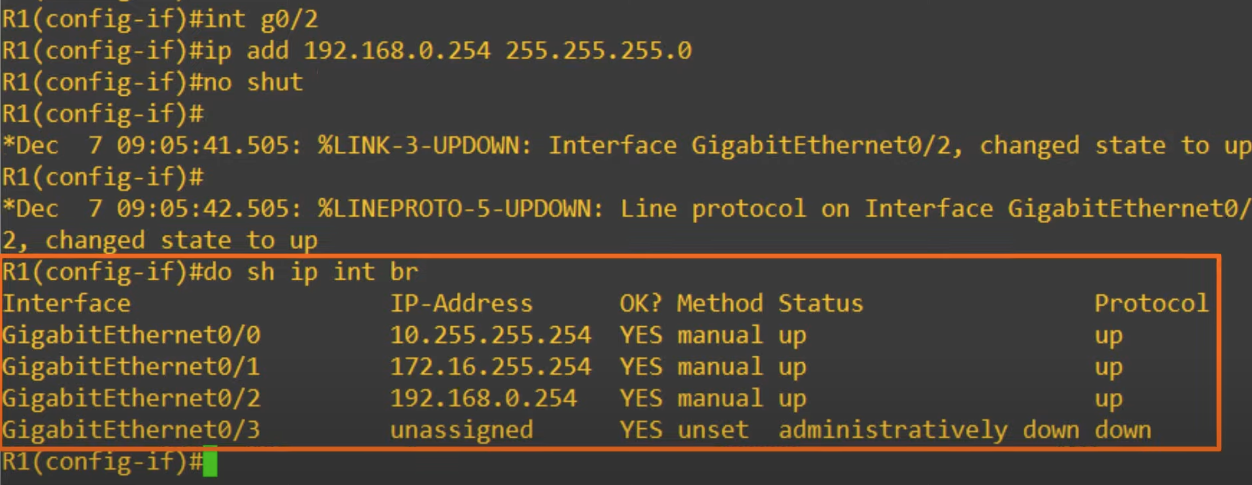 R1(config-if)#int g0/2
R1(config-if)#ip add 192.168.0.254 255.255.255.0
R1(config-if)#no shut
R1(config-if)#
*Dec  7 09:05:41.505: %LINK-3-UPDOWN: Interface GigabitEthernet0/2, changed state to up
R1(config-if)#
*Dec  7 09:05:42.505: %LINEPROTO-5-UPDOWN: Line protocol on Interface GigabitEthernet0/
2, changed state to up
R1(config-if)#do sh ip int br
Interface                  IP-Address      OK? Method Status                Protocol
GigabitEthernet0/0         10.255.255.254  YES manual up                    up
GigabitEthernet0/1         172.16.255.254  YES manual up                    up
GigabitEthernet0/2         192.168.0.254   YES manual up                    up
GigabitEthernet0/3         unassigned      YES unset  administratively down down
R1(config-if)#